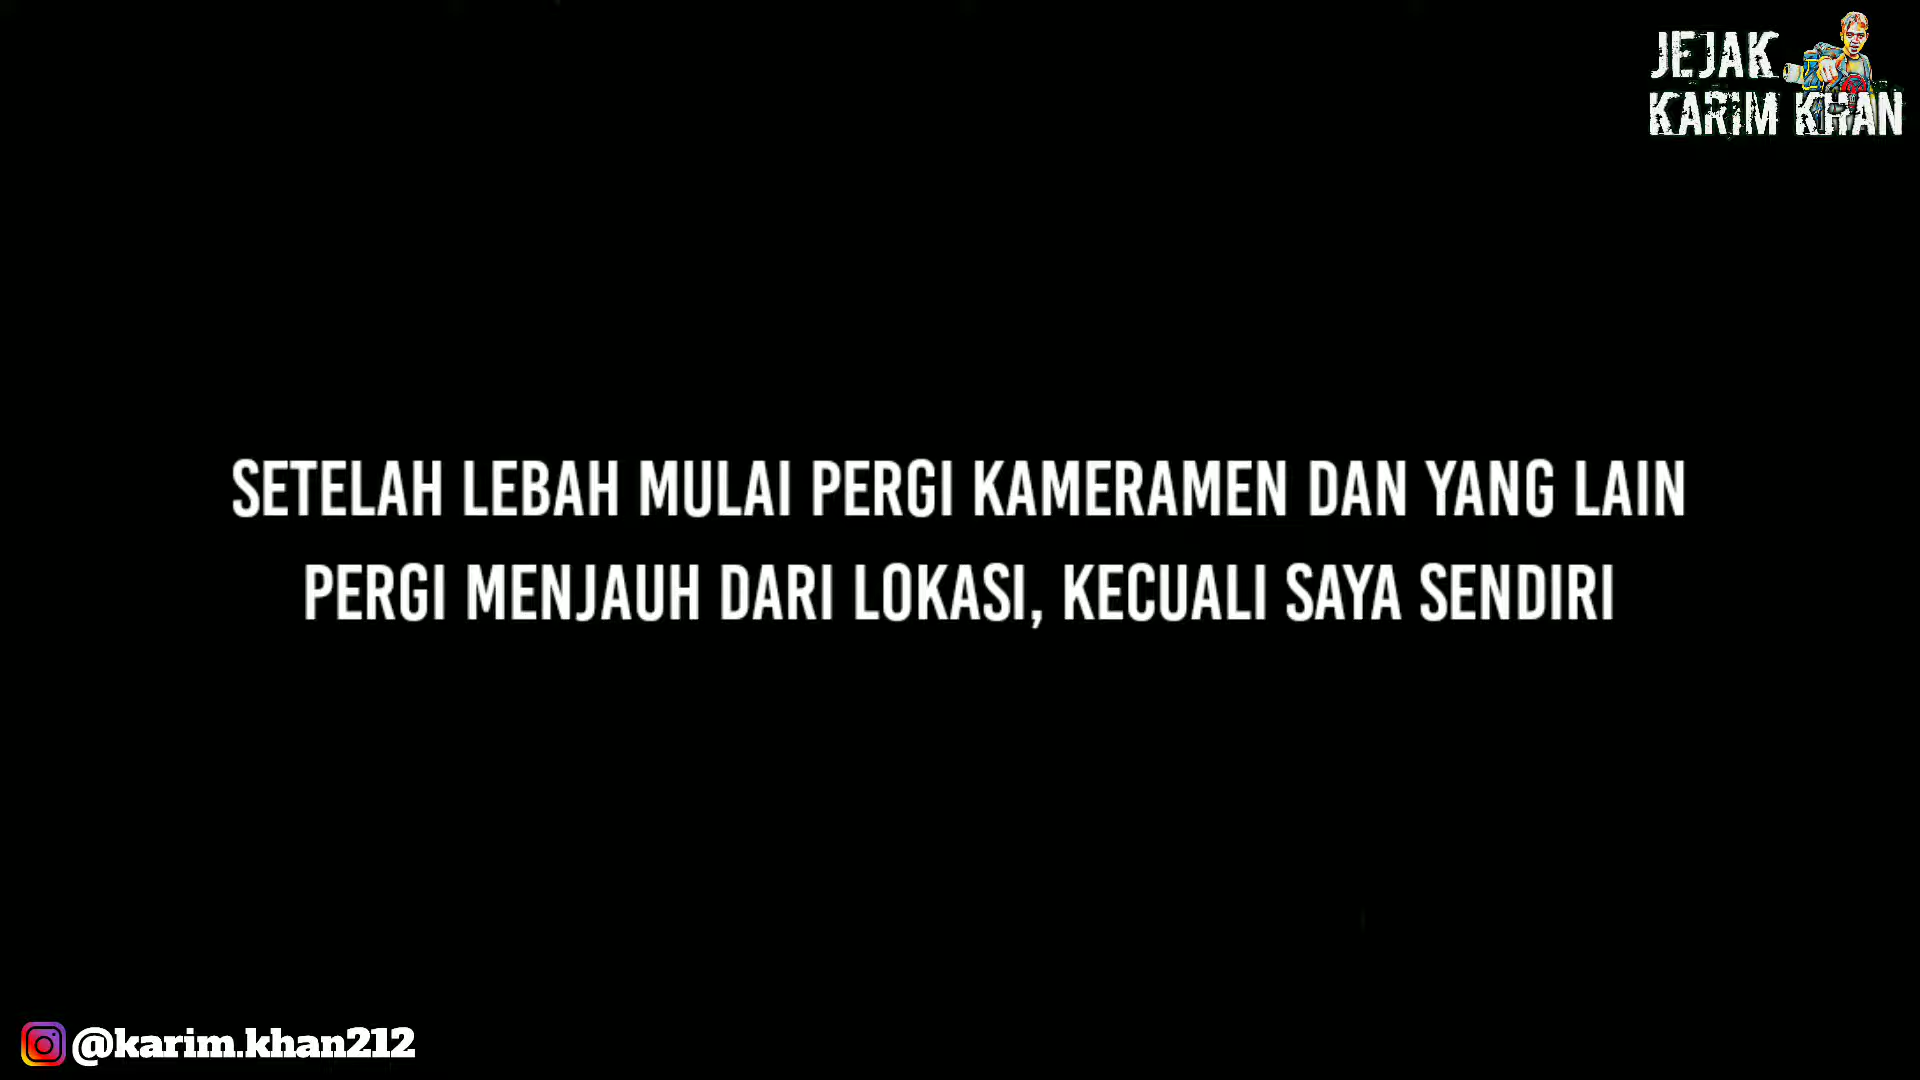 JEJAK
KARIM KHAN
SETELAH LEBAH MULAI PERGI KAMERAMEN DAN YANG LAIN
PERGI MENJAUH DARI LOKASI, KECUALI SAYA SENDIRI
@karim.khan212